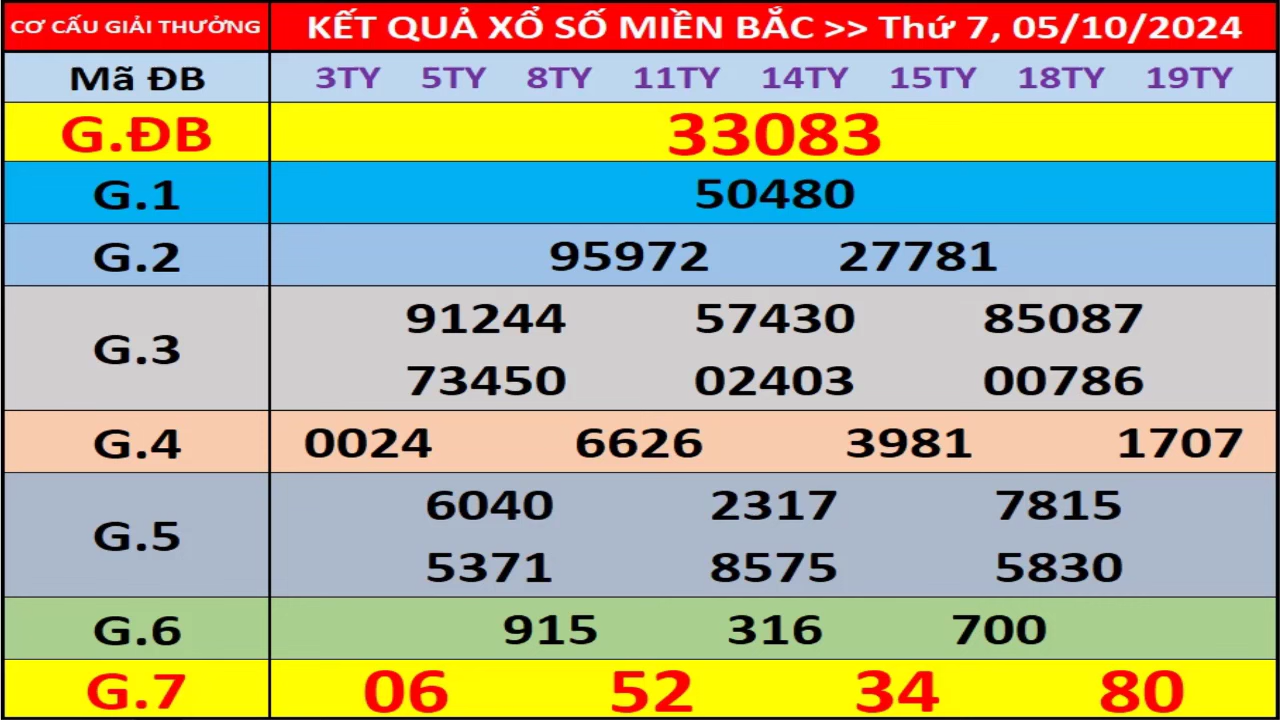 CƠ CẤU GIẢI THƯỞNG KẾT QUẢ XỔ SỐ MIỀN BẮC >> Thứ 7, 05/10/2024
Mã ĐB 3TY 5TY 8TY 11TY 14TY 15TY 18TY 19TY
G.ĐB 33083
G.1 50480
G.2 95972 27781
G.3 91244 57430 85087
73450 02403 00786
G.4 0024 6626 3981 1707
G.5 6040 2317 7815
5371 8575 5830
G.6 915 316 700
G.7 06 52 34 80